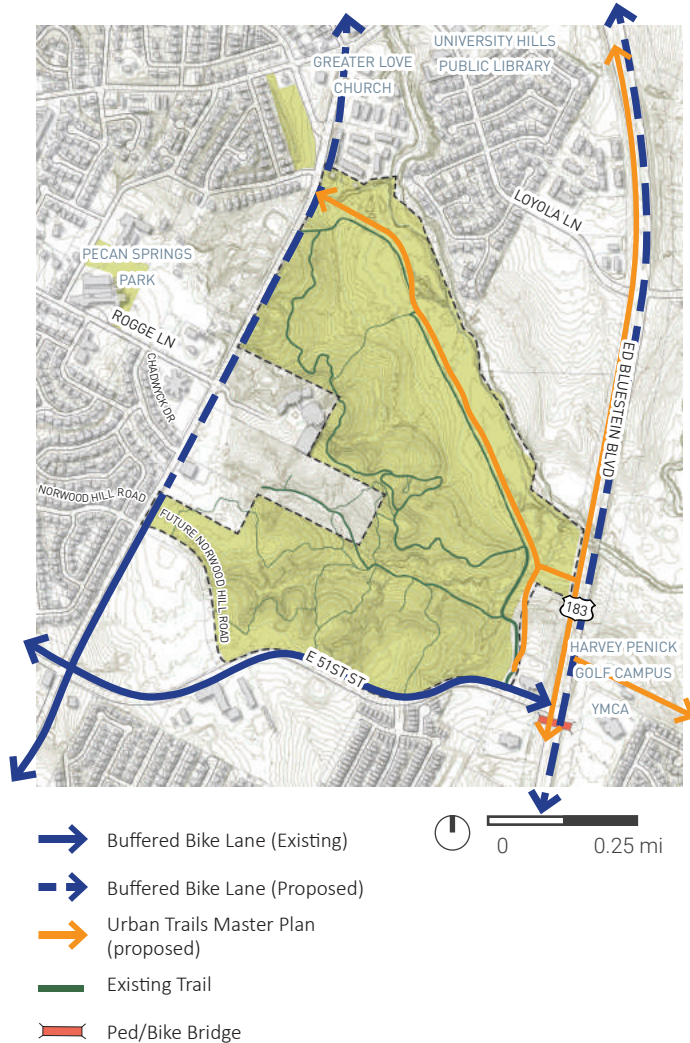 UNIVERSITY HILLS
PUBLIC LIBRARY
GREATER LOVE
CHURCH
LOYOLA LN
PECAN SPRINGS
PARK
ROGGE LN
CHADWYCK DR
ED BLUESTEIN BLVD
NORWOOD HILL ROAD
FUTURE NORWOOD HILL ROAD
183
HARVEY PENICK
GOLF CAMPUS
E 51ST ST
YMCA
Buffered Bike Lane (Existing)
0 0.25 mi
Buffered Bike Lane (Proposed)
Urban Trails Master Plan
(proposed)
Existing Trail
Ped/Bike Bridge